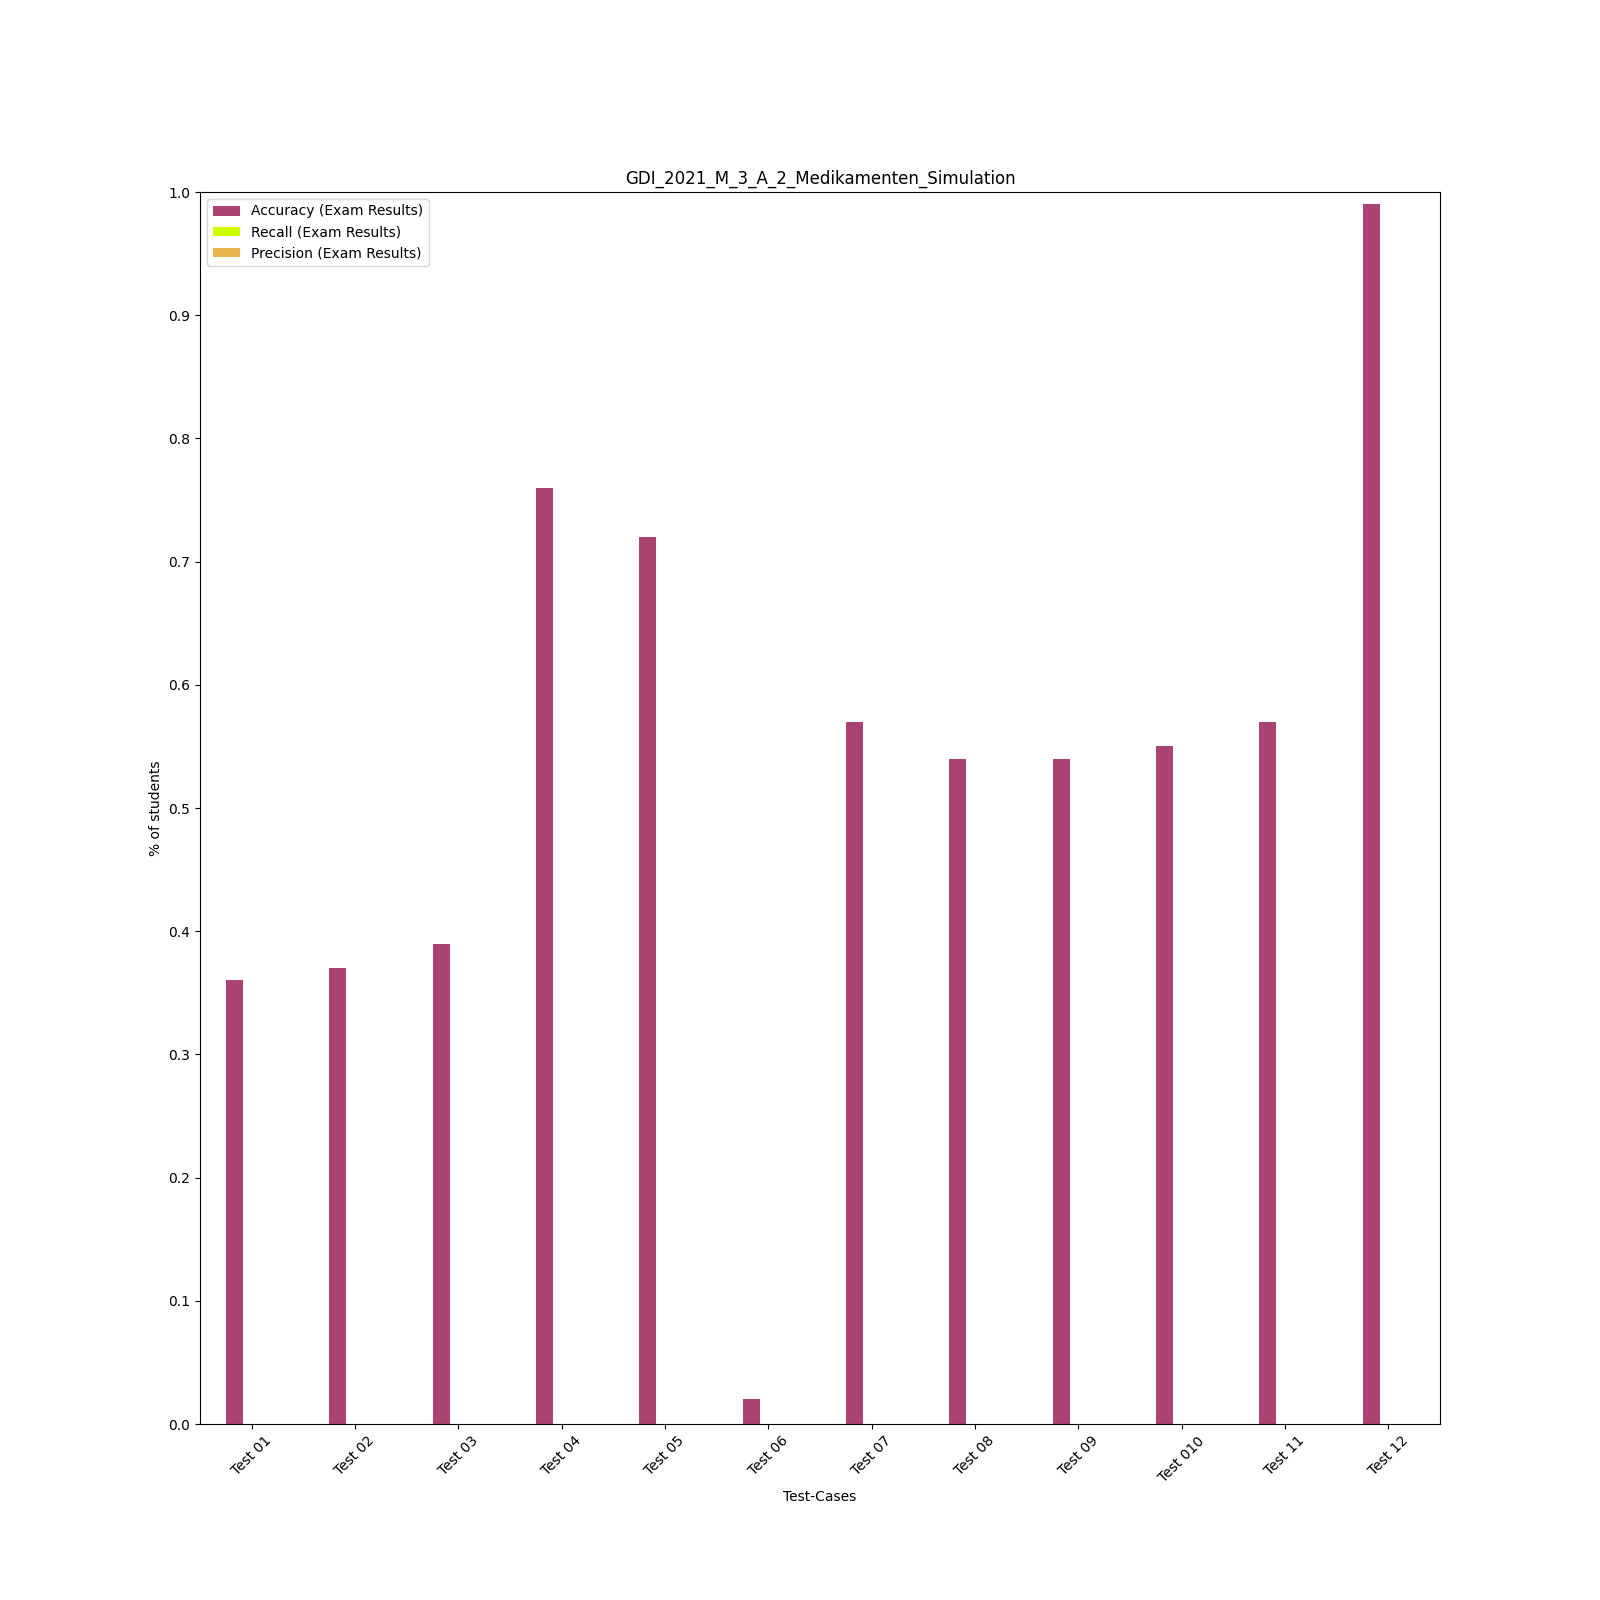 GDI_2021_M_3_A_2_Medikamenten_Simulation
Accuracy (Exam Results)
Recall (Exam Results)
Precision (Exam Results)
1.0
0.9
0.8
0.7
0.6
0.5
0.4
0.3
0.2
0.1
0.0
% of students
Test 01
Test 02
Test 03
Test 04
Test 05
Test 06
Test 07
Test 08
Test 09
Test 010
Test 11
Test 12
Test-Cases